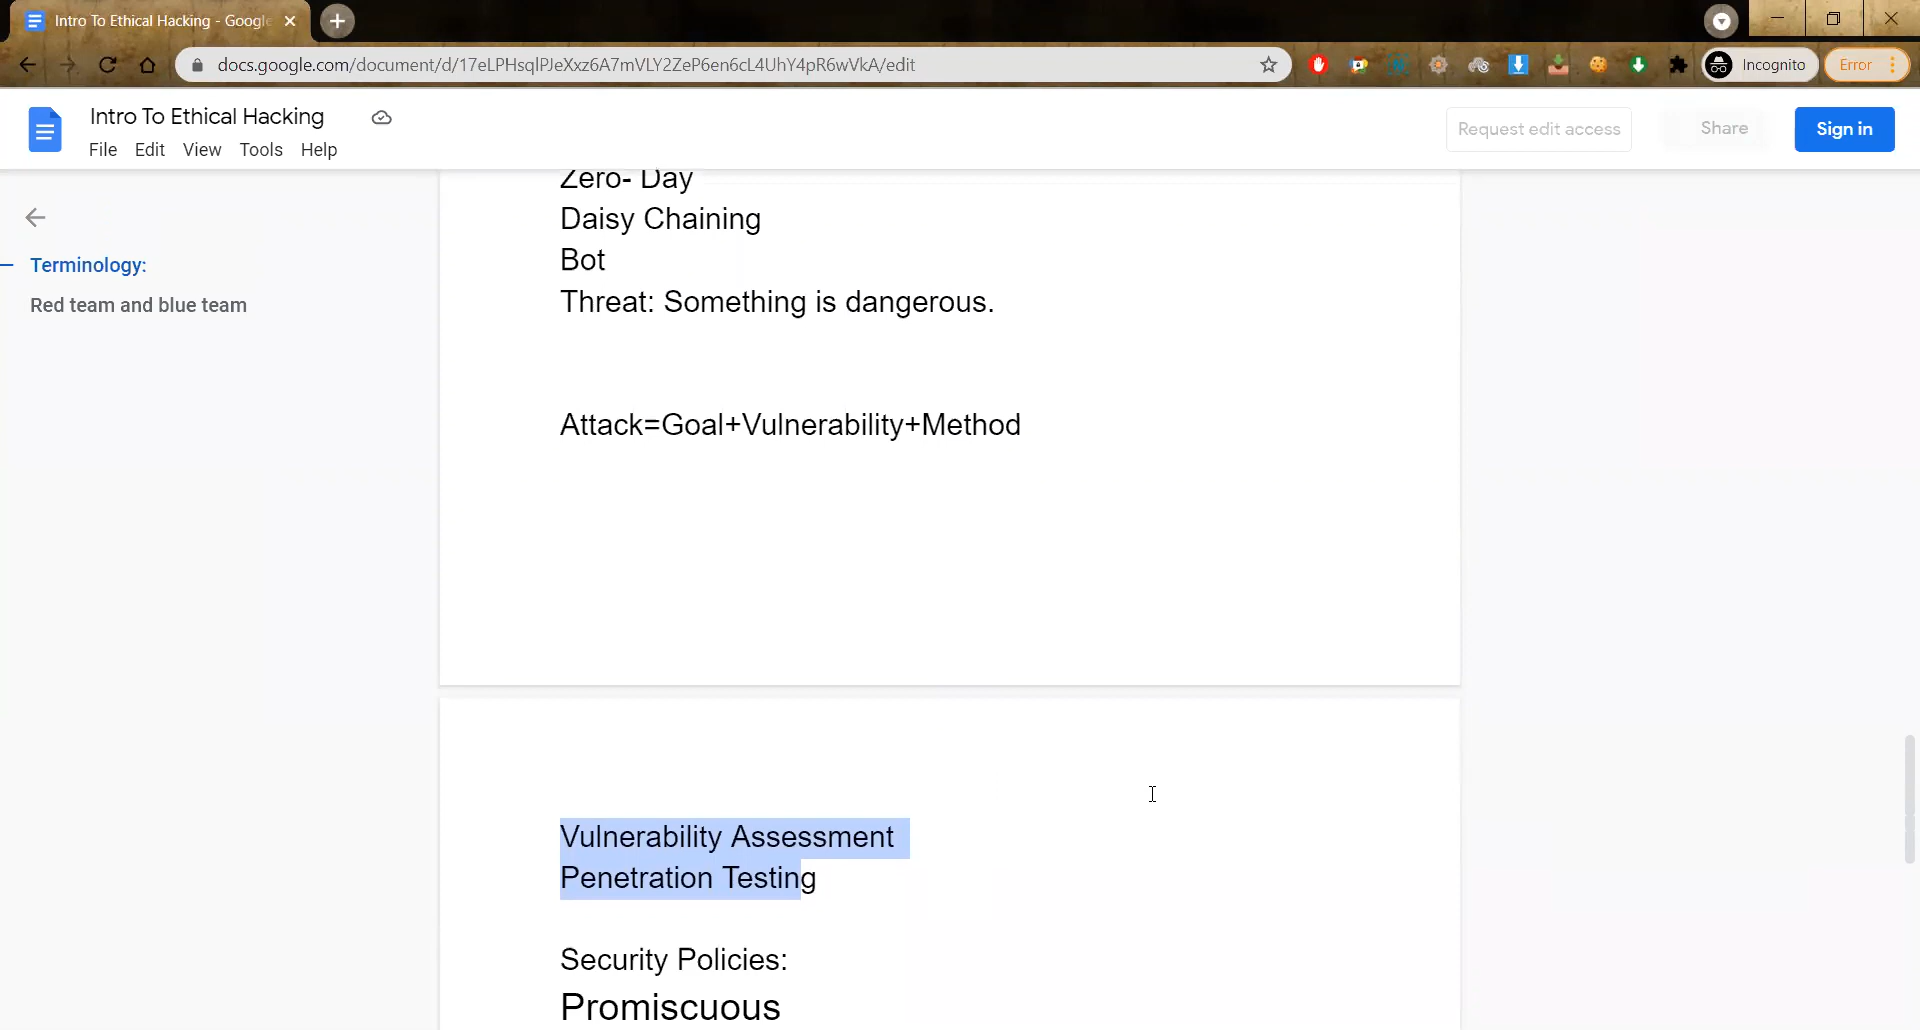 Intro To Ethical Hacking - Googl
docs.google.com/document/d/17eLPHsqlPJeXxz6A7mVLY2ZeP6en6cL4UhY4pR6wVkA/edit
Incognito
Error
Intro To Ethical Hacking
File Edit View Tools Help
Request edit access
Share
Sign in
Terminology:
Red team and blue team
Zero- Day
Daisy Chaining
Bot
Threat: Something is dangerous.
Attack=Goal+Vulnerability+Method
Vulnerability Assessment
Penetration Testing
Security Policies:
Promiscuous